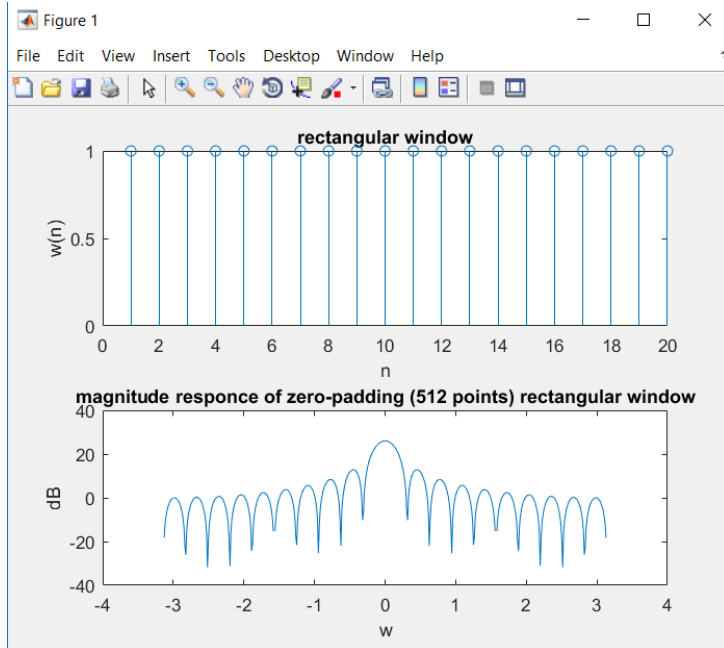 Figure 1
File Edit View Insert Tools Desktop Window Help
rectangular window
1
0.5
0
w(n)
0 2 4 6 8 10 12 14 16 18 20
n
magnitude responce of zero-padding (512 points) rectangular window
40
20
0
-20
-40
dB
-4 -3 -2 -1 0 1 2 3 4
w